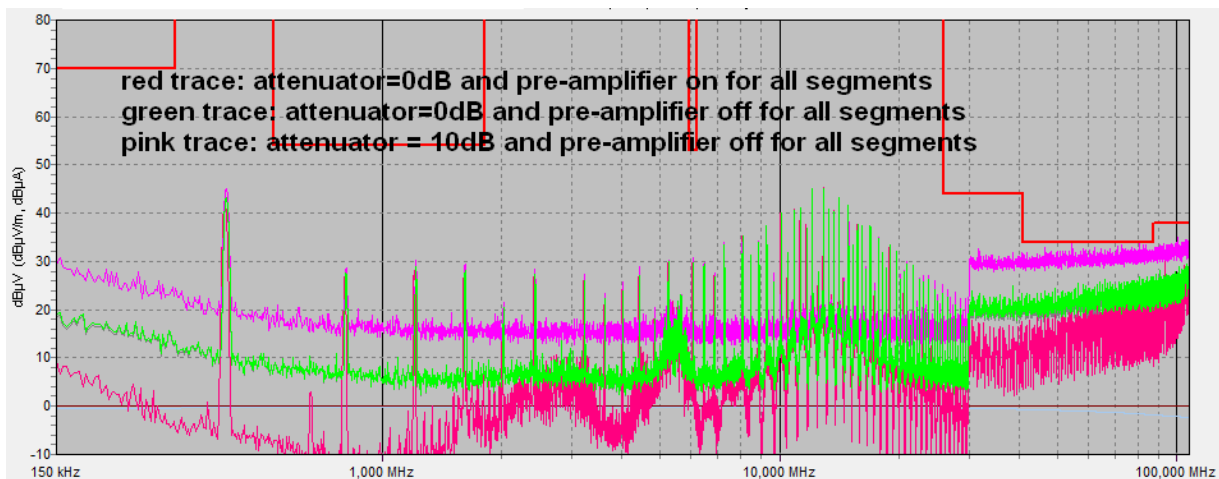 80
70
60
50
40
30
20
10
0
-10
dBµV (dBµV/m, dBµA)
red trace: attenuator=0dB and pre-amplifier on for all segments
green trace: attenuator=0dB and pre-amplifier off for all segments
pink trace: attenuator = 10dB and pre-amplifier off for all segments
150 kHz
1,000 MHz
10,000 MHz
100,000 MHz